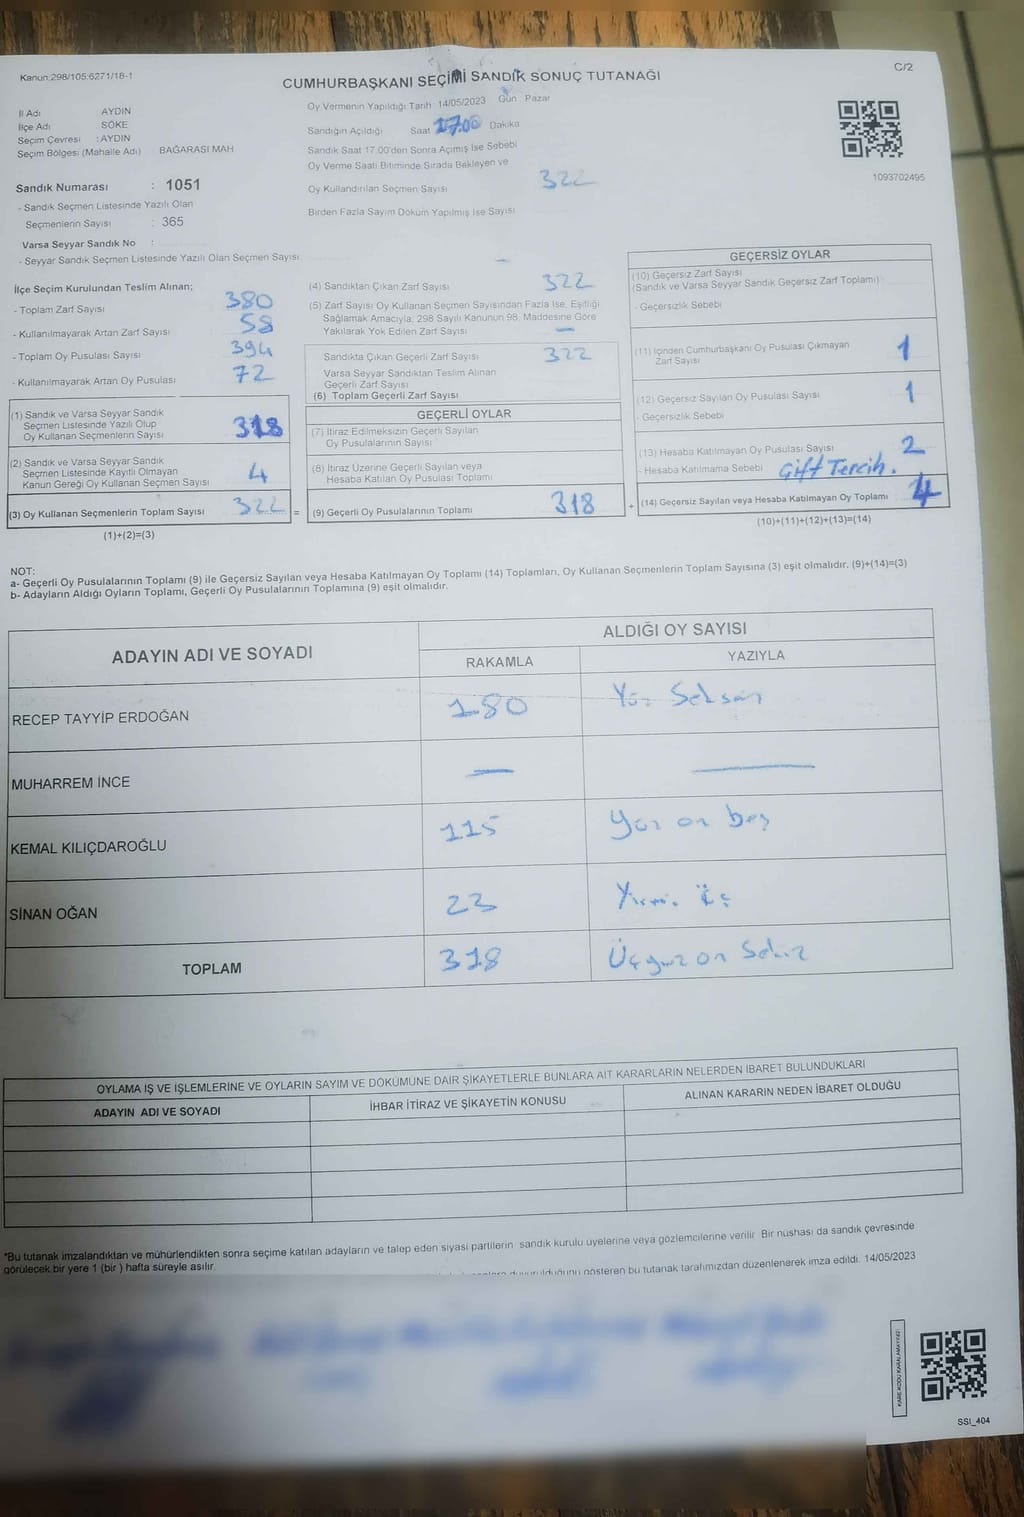 Kanun:298/105:6271/18-1
C/2
CUMHURBAŞKANI SEÇİMİ SANDIK SONUÇ TUTANAĞI
İl Adı AYDIN
İlçe Adı SÖKE
Seçim Çevresi : AYDIN
Seçim Bölgesi (Mahalle Adı) BAĞARASI MAH
Oy Vermenin Yapıldığı Tarih 14/05/2023 Gün Pazar
Sandığın Açıldığı Saat 17.00 Dakika
Sandık Saat 17.00'den Sonra Açımış İse Sebebi
Oy Verme Saati Bitiminde Sırada Bekleyen ve
Oy Kullandırılan Seçmen Sayısı 322
Birden Fazla Sayım Döküm Yapılmış İse Sayısı
1093702495
Sandık Numarası : 1051
- Sandık Seçmen Listesinde Yazılı Olan
Seçmenlerin Sayısı : 365
Varsa Seyyar Sandık No :
- Seyyar Sandık Seçmen Listesinde Yazılı Olan Seçmen Sayısı: –
İlçe Seçim Kurulundan Teslim Alınan;
- Toplam Zarf Sayısı 380
- Kullanılmayarak Artan Zarf Sayısı 58
- Toplam Oy Pusulası Sayısı 394
- Kullanılmayarak Artan Oy Pusulası 72
(1) Sandık ve Varsa Seyyar Sandık
Seçmen Listesinde Yazılı Olup
Oy Kullanan Seçmenlerin Sayısı 318
(2) Sandık ve Varsa Seyyar Sandık
Seçmen Listesinde Kayıtlı Olmayan
Kanun Gereği Oy Kullanan Seçmen Sayısı 4
(3) Oy Kullanan Seçmenlerin Toplam Sayısı 322 =
(1)+(2)=(3)
(4) Sandıktan Çıkan Zarf Sayısı 322
(5) Zarf Sayısı Oy Kullanan Seçmen Sayısından Fazla İse, Eşitliği
Sağlamak Amacıyla, 298 Sayılı Kanunun 98. Maddesine Göre
Yakılarak Yok Edilen Zarf Sayısı –
Sandıkta Çıkan Geçerli Zarf Sayısı 322
Varsa Seyyar Sandıktan Teslim Alınan
Geçerli Zarf Sayısı
(6) Toplam Geçerli Zarf Sayısı
GEÇERLİ OYLAR
(7) İtiraz Edilmeksizin Geçerli Sayılan
Oy Pusulalarının Sayısı
(8) İtiraz Üzerine Geçerli Sayılan veya
Hesaba Katılan Oy Pusulası Toplamı
(9) Geçerli Oy Pusulalarının Toplamı 318 +
GEÇERSİZ OYLAR
(10) Geçersiz Zarf Sayısı
(Sandık ve Varsa Seyyar Sandık Geçersiz Zarf Toplamı)
- Geçersizlik Sebebi
(11) İçinden Cumhurbaşkanı Oy Pusulası Çıkmayan
Zarf Sayısı 1
(12) Geçersiz Sayılan Oy Pusulası Sayısı 1
- Geçersizlik Sebebi
(13) Hesaba Katılmayan Oy Pusulası Sayısı 2
- Hesaba Katılmama Sebebi Çift Tercih.
(14) Geçersiz Sayılan veya Hesaba Katılmayan Oy Toplamı 4
(10)+(11)+(12)+(13)=(14)
NOT:
a- Geçerli Oy Pusulalarının Toplamı (9) ile Geçersiz Sayılan veya Hesaba Katılmayan Oy Toplamı (14) Toplamları, Oy Kullanan Seçmenlerin Toplam Sayısına (3) eşit olmalıdır. (9)+(14)=(3)
b- Adayların Aldığı Oyların Toplamı, Geçerli Oy Pusulalarının Toplamına (9) eşit olmalıdır.
ADAYIN ADI VE SOYADI
ALDIĞI OY SAYISI
RAKAMLA YAZIYLA
RECEP TAYYİP ERDOĞAN 180 Yüz Seksen
MUHARREM İNCE — —
KEMAL KILIÇDAROĞLU 115 Yüz on beş
SİNAN OĞAN 23 Yirmi Üç
TOPLAM 318 Üçyüz on Sekiz
OYLAMA İŞ VE İŞLEMLERİNE VE OYLARIN SAYIM VE DÖKÜMÜNE DAİR ŞİKAYETLERLE BUNLARA AİT KARARLARIN NELERDEN İBARET BULUNDUKLARI
ADAYIN ADI VE SOYADI İHBAR İTİRAZ VE ŞİKAYETİN KONUSU ALINAN KARARIN NEDEN İBARET OLDUĞU
*Bu tutanak imzalandıktan ve mühürlendikten sonra seçime katılan adayların ve talep eden siyasi partilerin sandık kurulu üyelerine veya gözlemcilerine verilir. Bir nüshası da sandık çevresinde
görülecek bir yere 1 (bir) hafta süreyle asılır.
gösteren bu tutanak tarafımızdan düzenlenerek imza edildi. 14/05/2023
KARE KODU KARALAMAYINIZ!
SSI_404